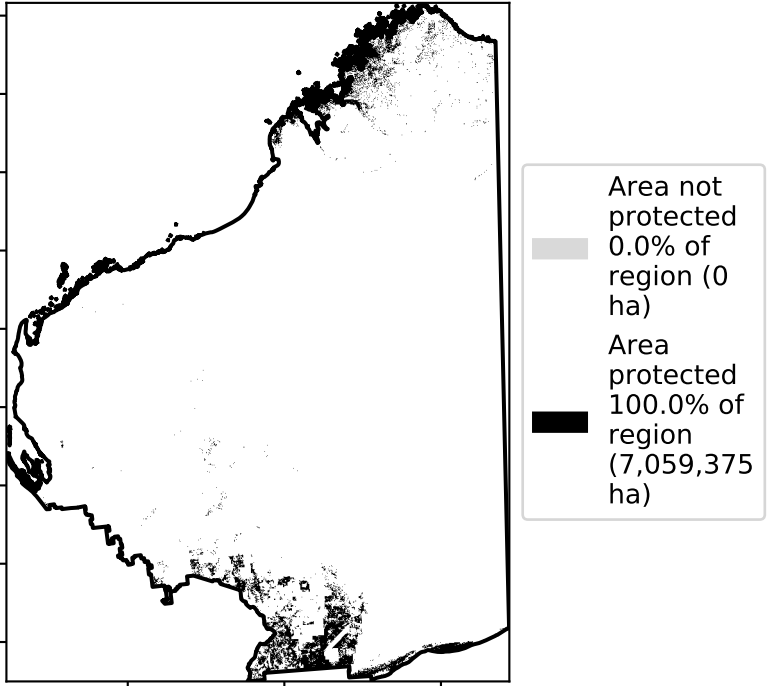 Area not
protected
0.0% of
region (0
ha)
Area
protected
100.0% of
region
(7,059,375
ha)